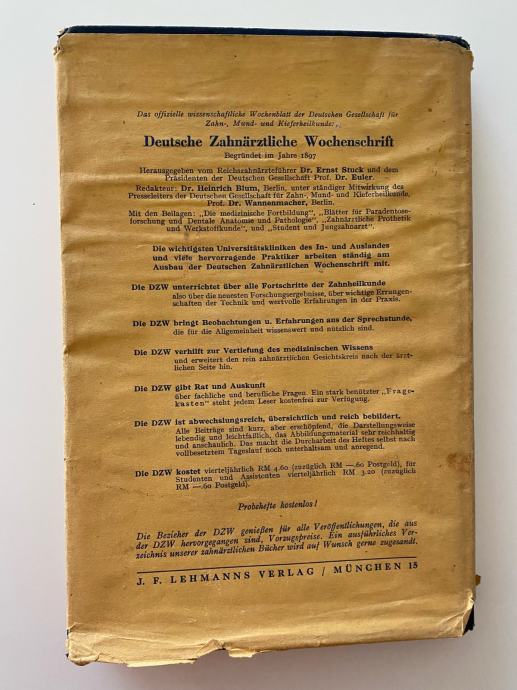 Das offizielle wissenschaftliche Wochenblatt der Deutschen Gesellschaft für
Zahn-, Mund- und Kieferheilkunde:
Deutsche Zahnärztliche Wochenschrift
Begründet im Jahre 1897
Herausgegeben vom Reichszahnärzteführer Dr. Ernst Stuck und dem
Präsidenten der Deutschen Gesellschaft Prof. Dr. Euler.
Redakteur: Dr. Heinrich Blum, Berlin, unter ständiger Mitwirkung des
Presseleiters der Deutschen Gesellschaft für Zahn-, Mund- und Kieferheilkunde,
Prof. Dr. Wannenmacher, Berlin.
Mit den Beilagen: „Die medizinische Fortbildung", „Blätter für Paradentose-
forschung und Dentale Anatomie und Pathologie", „Zahnärztliche Prothetik
und Werkstoffkunde", und „Student und Jungzahnarzt".
Die wichtigsten Universitätskliniken des In- und Auslandes
und viele hervorragende Praktiker arbeiten ständig am
Ausbau der Deutschen Zahnärztlichen Wochenschrift mit.
Die DZW unterrichtet über alle Fortschritte der Zahnheilkunde
also über die neuesten Forschungsergebnisse, über wichtige Errungen-
schaften der Technik und wertvolle Erfahrungen in der Praxis.
Die DZW bringt Beobachtungen u. Erfahrungen aus der Sprechstunde,
die für die Allgemeinheit wissenswert und nützlich sind.
Die DZW verhilft zur Vertiefung des medizinischen Wissens
und erweitert den rein zahnärztlichen Gesichtskreis nach der ärzt-
lichen Seite hin.
Die DZW gibt Rat und Auskunft
über fachliche und berufliche Fragen. Ein stark benützter „Frage-
kasten" steht jedem Leser kostenfrei zur Verfügung.
Die DZW ist abwechslungsreich, übersichtlich und reich bebildert.
Alle Beiträge sind kurz, aber erschöpfend, die Darstellungsweise
lebendig und leichtfaßlich, das Abbildungsmaterial sehr reichhaltig
und anschaulich. Das macht die Durcharbeit des Heftes selbst nach
vollbesetztem Tageslauf noch unterhaltsam und anregend.
Die DZW kostet vierteljährlich RM 4.60 (zuzüglich RM —.60 Postgeld), für
Studenten und Assistenten vierteljährlich RM 3.20 (zuzüglich
RM —.60 Postgeld).
Probehefte kostenlos!
Die Bezieher der DZW genießen für alle Veröffentlichungen, die aus
der DZW hervorgegangen sind, Vorzugspreise. Ein ausführliches Ver-
zeichnis unserer zahnärztlichen Bücher wird auf Wunsch gerne zugesandt.
J. F. LEHMANNS VERLAG / MÜNCHEN 15